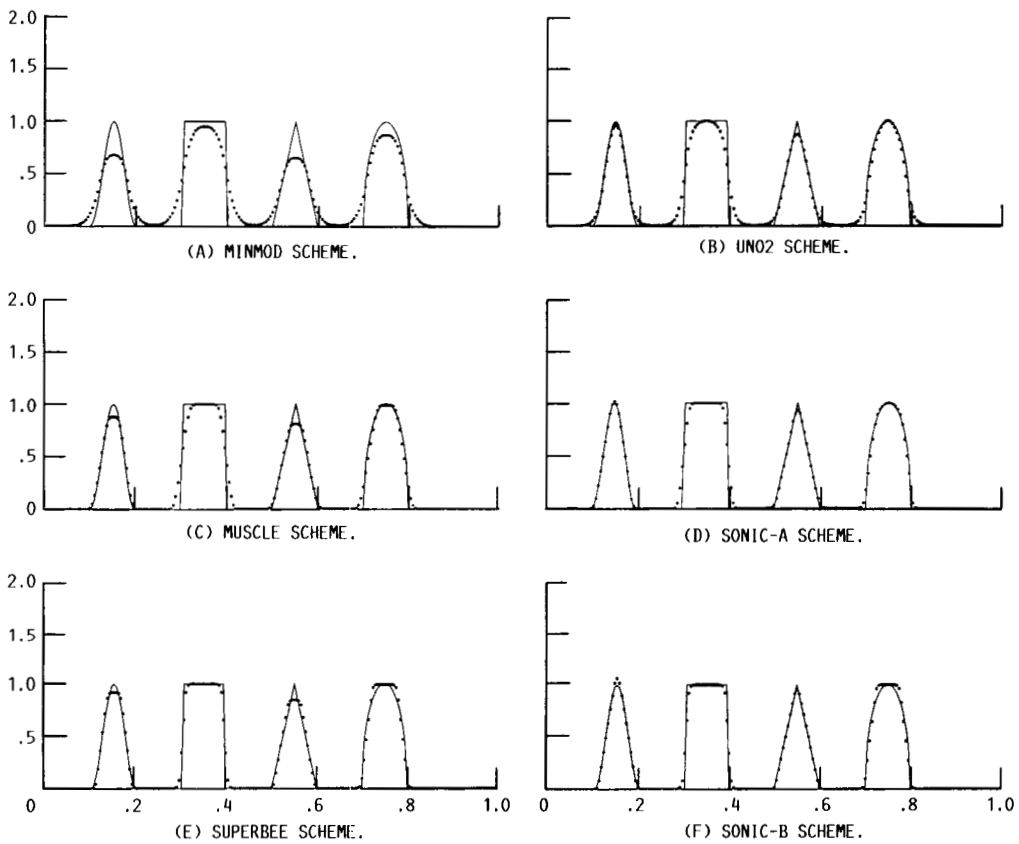 2.0
1.5
1.0
.5
0
(A) MINMOD SCHEME.
(B) UNO2 SCHEME.
2.0
1.5
1.0
.5
0
(C) MUSCLE SCHEME.
(D) SONIC-A SCHEME.
2.0
1.5
1.0
.5
0 .2 .4 .6 .8 1.0
0 .2 .4 .6 .8 1.0
(E) SUPERBEE SCHEME.
(F) SONIC-B SCHEME.